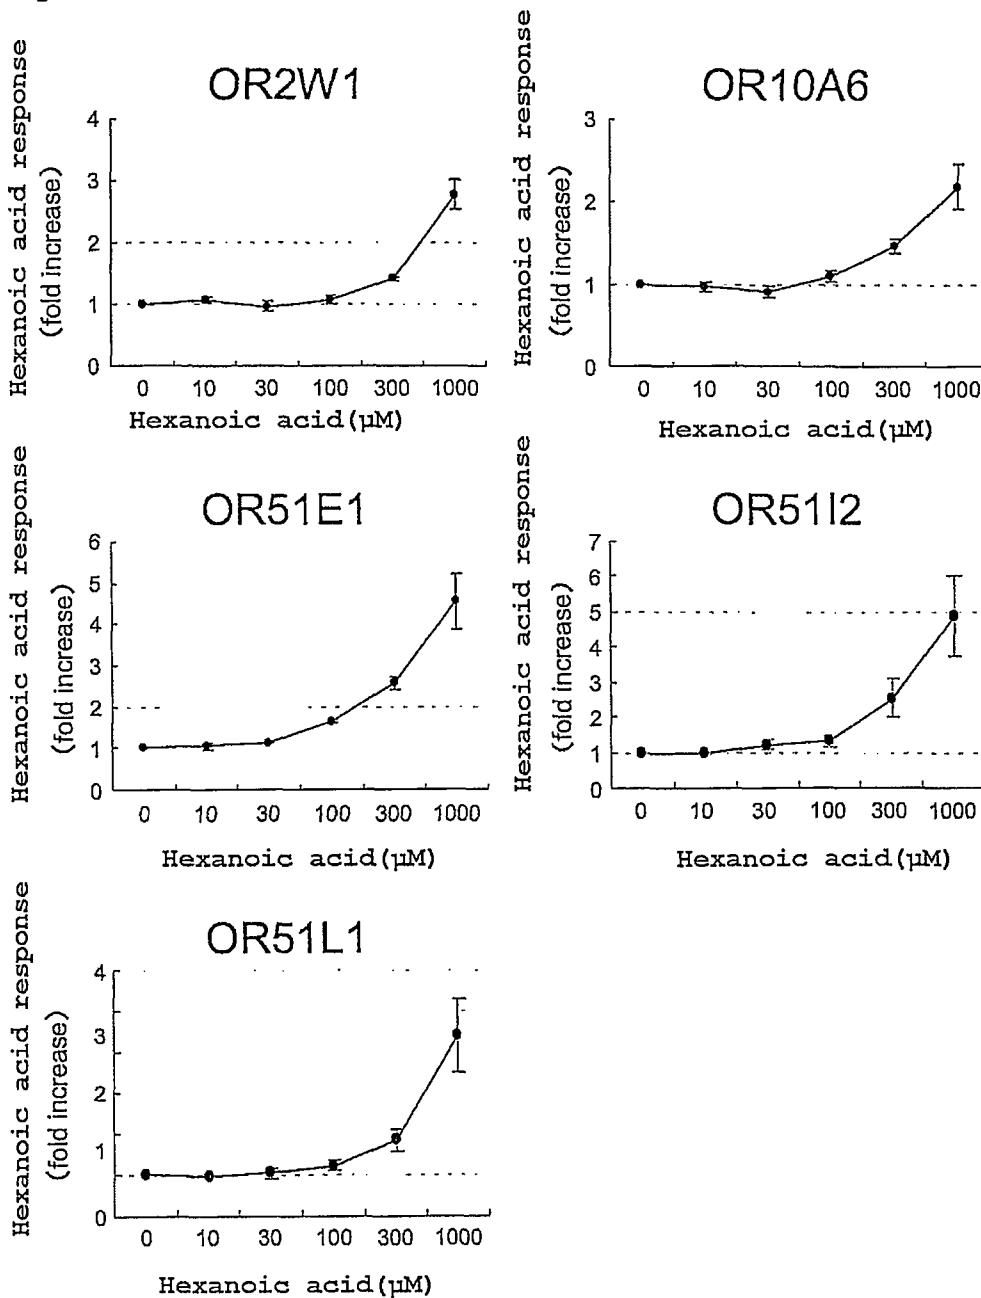 OR2W1
Hexanoic acid response
(fold increase)
4
3
2
1
0
0 10 30 100 300 1000
Hexanoic acid(µM)
OR10A6
Hexanoic acid response
(fold increase)
3
2
1
0
0 10 30 100 300 1000
Hexanoic acid(µM)
OR51E1
Hexanoic acid response
(fold increase)
6
5
4
3
2
1
0
0 10 30 100 300 1000
Hexanoic acid(µM)
OR51I2
Hexanoic acid response
(fold increase)
7
6
5
4
3
2
1
0
0 10 30 100 300 1000
Hexanoic acid(µM)
OR51L1
Hexanoic acid response
(fold increase)
4
3
2
1
0
0 10 30 100 300 1000
Hexanoic acid(µM)